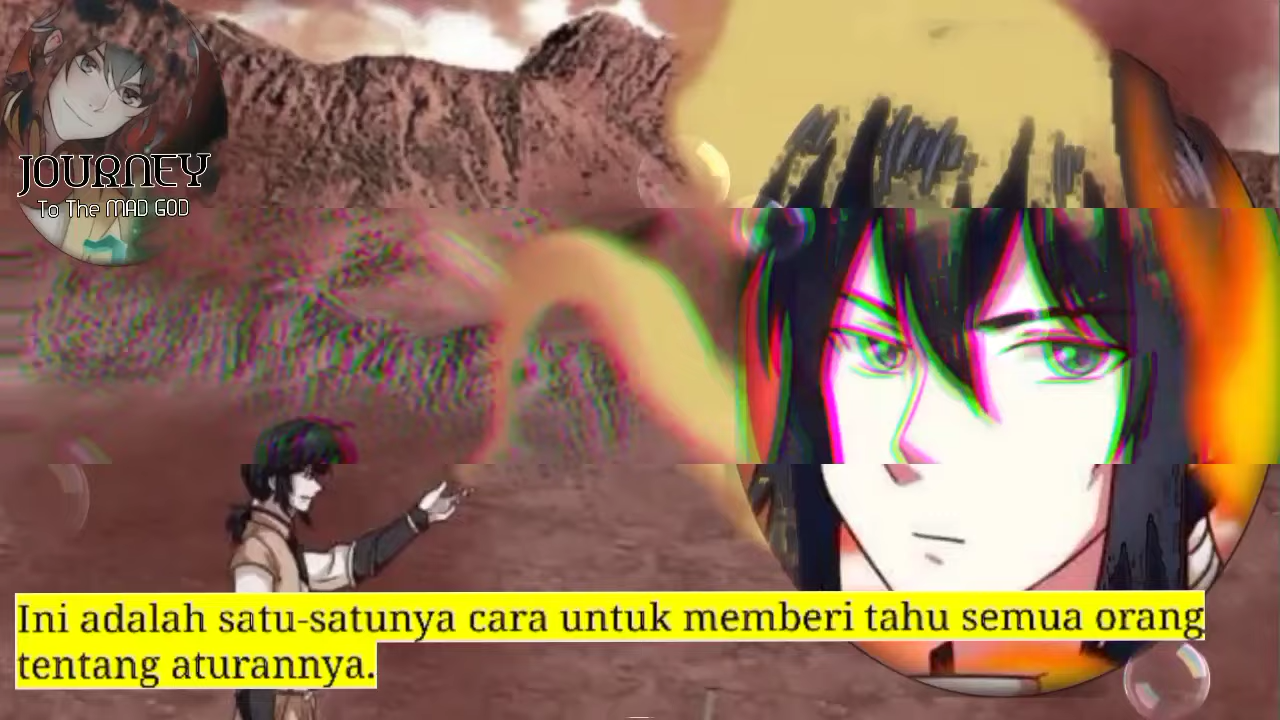 JOURNEY
To The MAD GOD
Ini adalah satu-satunya cara untuk memberi tahu semua orang
tentang aturannya.